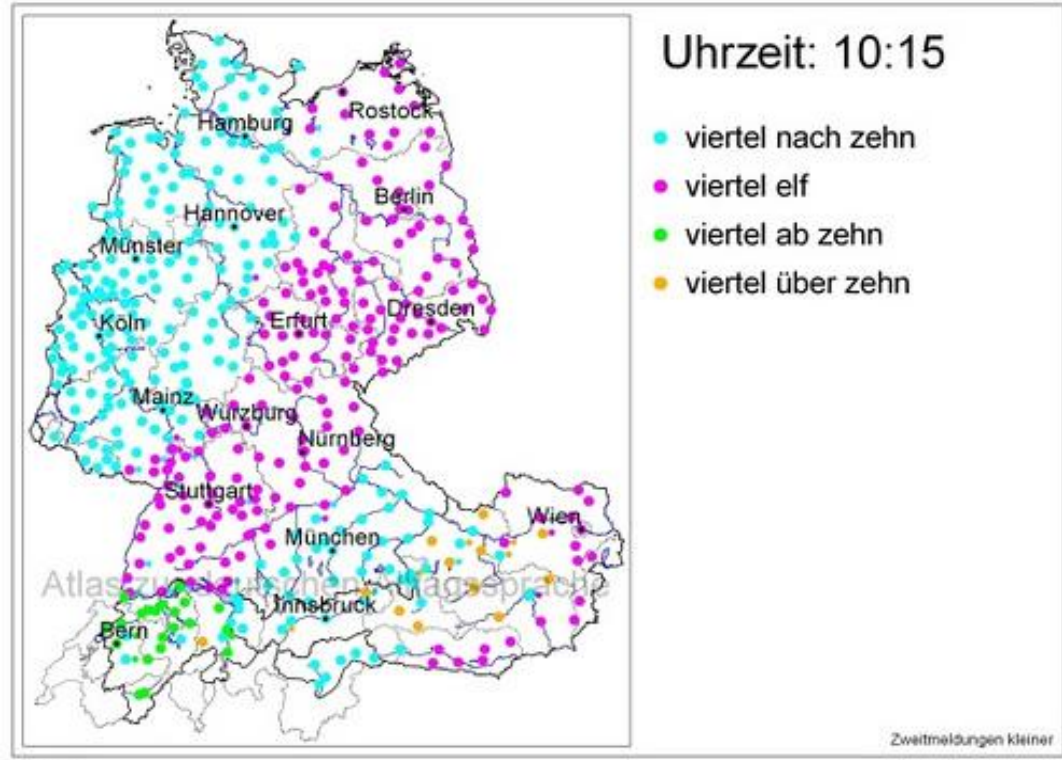 Uhrzeit: 10:15
viertel nach zehn
viertel elf
viertel ab zehn
viertel über zehn
Rostock
Hamburg
Berlin
Hannover
Münster
Dresden
Köln
Erfurt
Mainz
Würzburg
Nürnberg
Stuttgart
Wien
München
Atlas zur deutschen Alltagssprache
Innsbruck
Bern
Zweitmeldungen kleiner